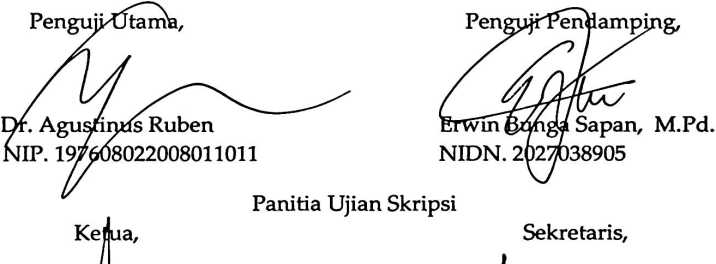 Penguji Utama, Penguji Pendamping,
Dr. Agustinus Ruben Erwin Bunga Sapan, M.Pd.
NIP. 197608022008011011 NIDN. 2027038905
Panitia Ujian Skripsi
Ketua, Sekretaris,